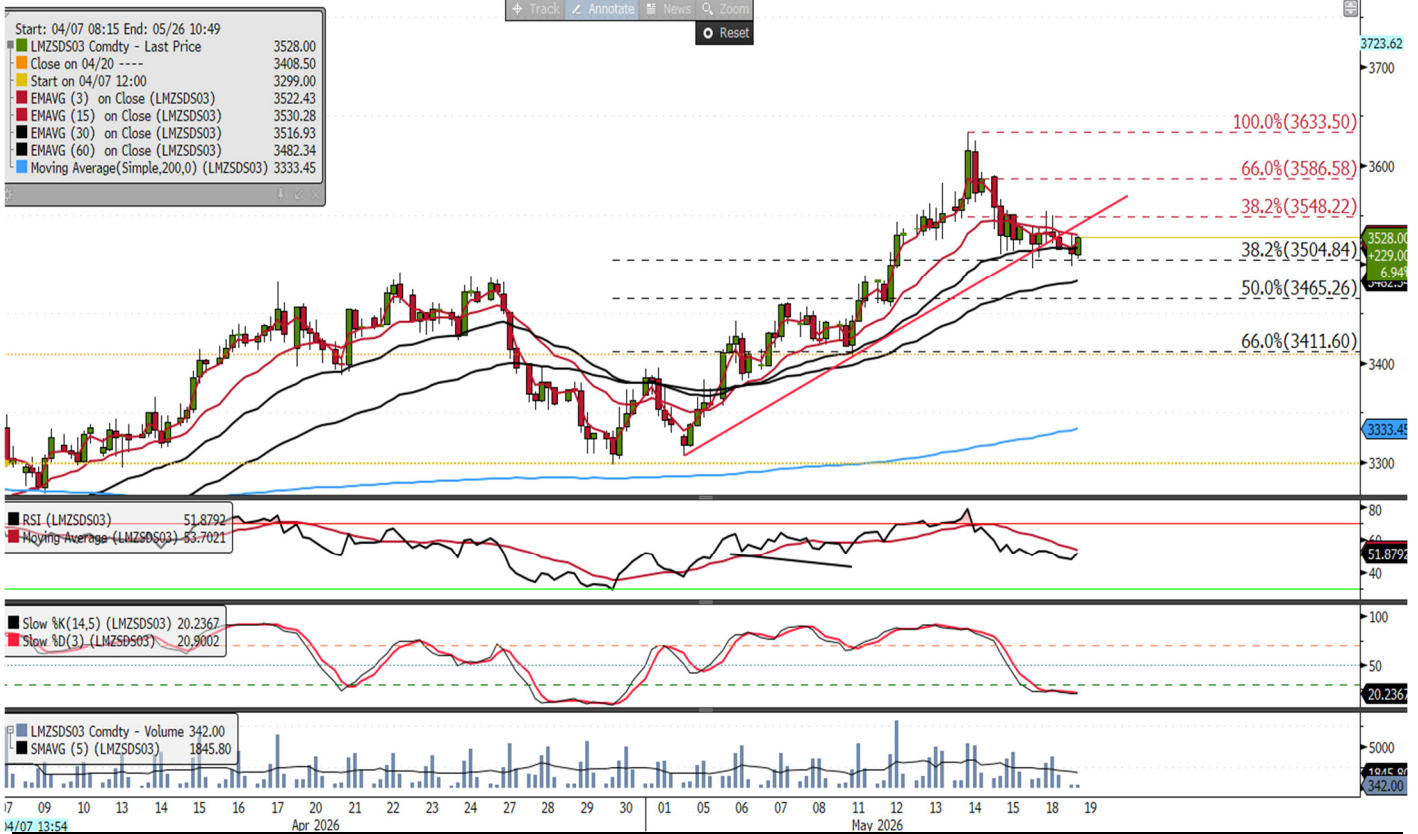 Track Annotate News Zoom
Reset
Start: 04/07 08:15 End: 05/26 10:49
LMZSDS03 Comdty - Last Price 3528.00
Close on 04/20 ---- 3408.50
Start on 04/07 12:00 3299.00
EMAVG (3) on Close (LMZSDS03) 3522.43
EMAVG (15) on Close (LMZSDS03) 3530.28
EMAVG (30) on Close (LMZSDS03) 3516.93
EMAVG (60) on Close (LMZSDS03) 3482.34
Moving Average(Simple,200,0) (LMZSDS03) 3333.45
3723.62
3700
100.0%(3633.50)
3600
66.0%(3586.58)
38.2%(3548.22)
3528.00
+229.00
6.94%
38.2%(3504.84)
50.0%(3465.26)
66.0%(3411.60)
3400
3333.45
3300
RSI (LMZSDS03) 51.8792
Moving Average (LMZSDS03) 53.7021
80
60
51.8792
40
Slow %K(14,5) (LMZSDS03) 20.2367
Slow %D(3) (LMZSDS03) 20.9002
100
50
20.2367
LMZSDS03 Comdty - Volume 342.00
SMAVG (5) (LMZSDS03) 1845.80
5000
1845.80
342.00
09 10 13 14 15 16 17 20 21 22 23 24 27 28 29 30 01 05 06 07 08 11 12 13 14 15 18 19
Apr 2026 May 2026
04/07 13:54